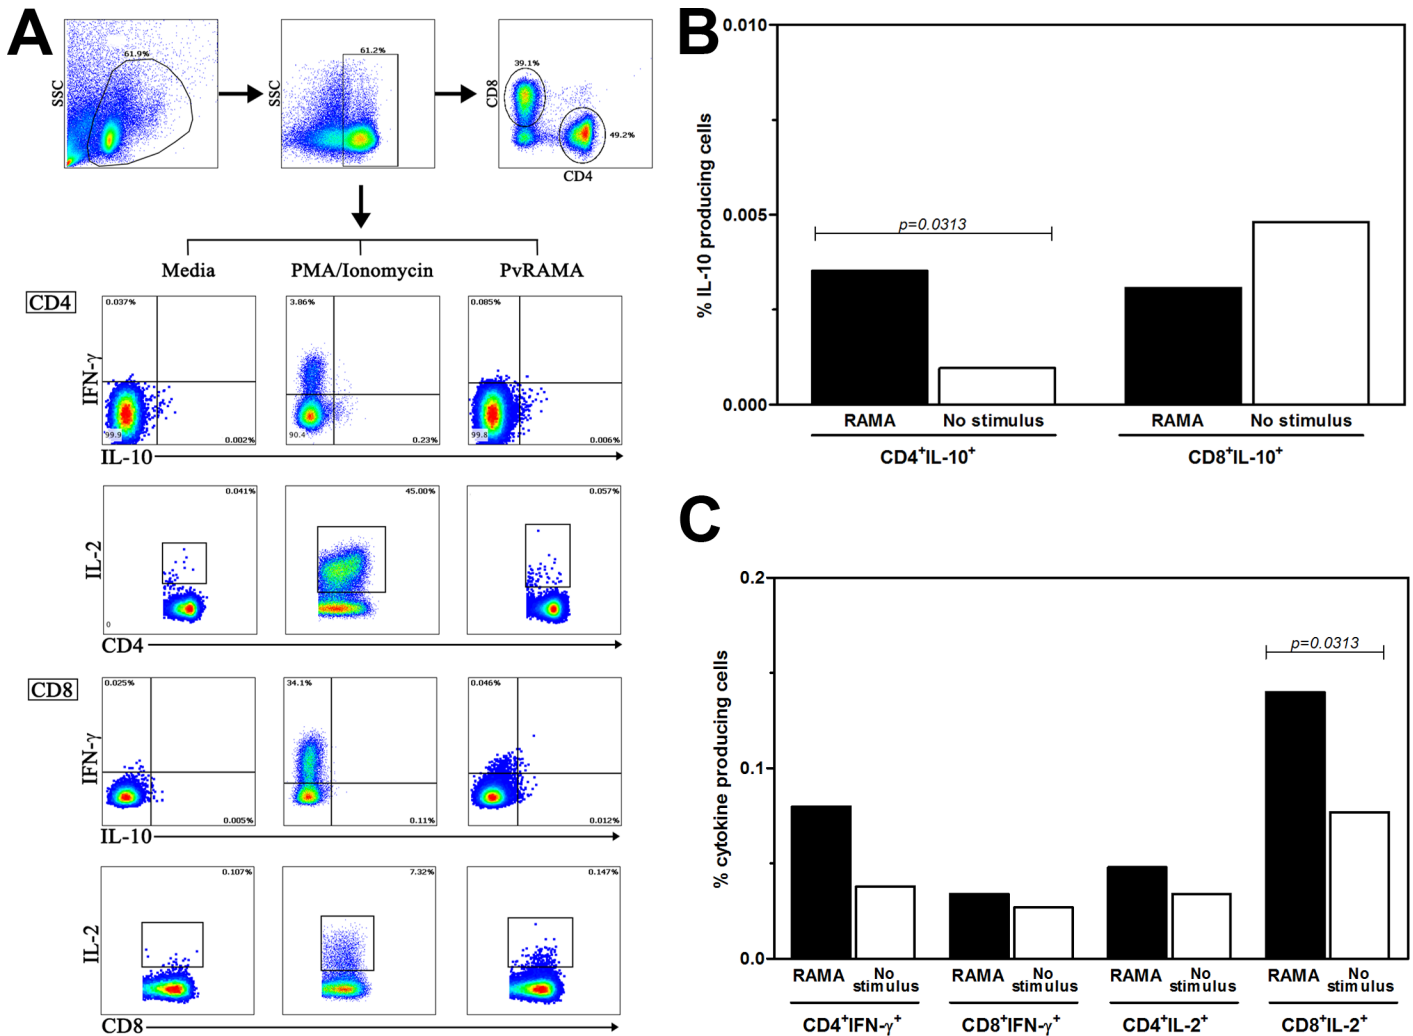 A
61.9%
SSC
61.2%
SSC
39.1%
CD8
49.2%
CD4
Media
PMA/Ionomycin
PvRAMA
CD4
0.037%
3.86%
0.085%
IFN-γ
99.9
90.4
99.8
0.002%
0.23%
0.006%
IL-10
0.041%
45.00%
0.057%
IL-2
0
CD4
CD8
0.025%
34.1%
0.046%
IFN-γ
0.005%
0.11%
0.012%
IL-10
0.107%
7.32%
0.147%
IL-2
CD8
B
% IL-10 producing cells
0.010
0.005
0.000
p=0.0313
RAMA No stimulus RAMA No stimulus
CD4⁺IL-10⁺ CD8⁺IL-10⁺
C
% cytokine producing cells
0.2
0.1
0.0
p=0.0313
RAMA No stimulus RAMA No stimulus RAMA No stimulus RAMA No stimulus
CD4⁺IFN-γ⁺ CD8⁺IFN-γ⁺ CD4⁺IL-2⁺ CD8⁺IL-2⁺